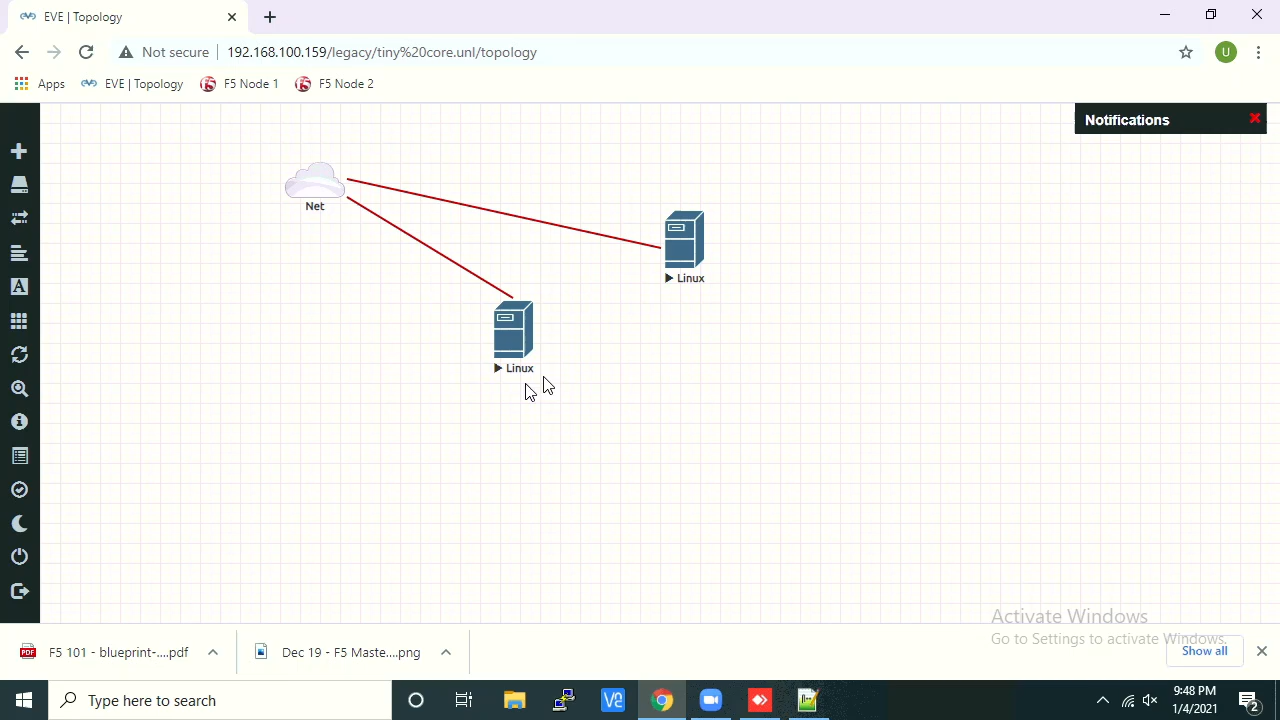 EVE | Topology
Not secure
192.168.100.159/legacy/tiny%20core.unl/topology
U
Apps
EVE | Topology
F5 Node 1
F5 Node 2
Notifications
Net
Linux
Linux
A
Activate Windows
Go to Settings to activate Windows.
PDF
F5 101 - blueprint-....pdf
Dec 19 - F5 Maste....png
Show all
Type here to search
9:48 PM
1/4/2021
2